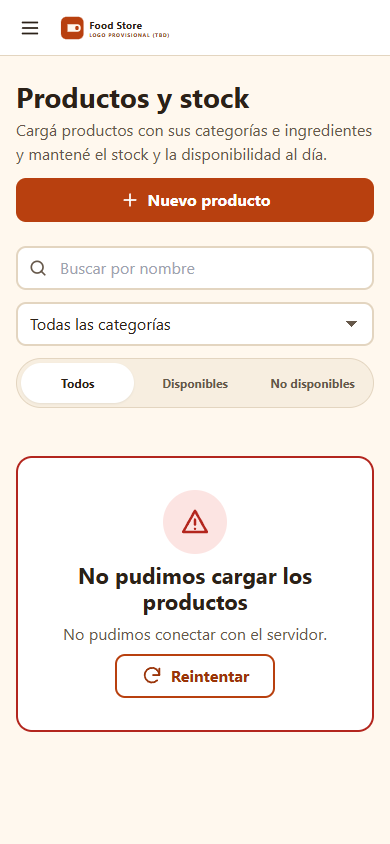 Food Store
LOGO PROVISIONAL (TBD)
Productos y stock
Cargá productos con sus categorías e ingredientes
y mantené el stock y la disponibilidad al día.
Nuevo producto
Buscar por nombre
Todas las categorías
Todos
Disponibles
No disponibles
No pudimos cargar los
productos
No pudimos conectar con el servidor.
Reintentar